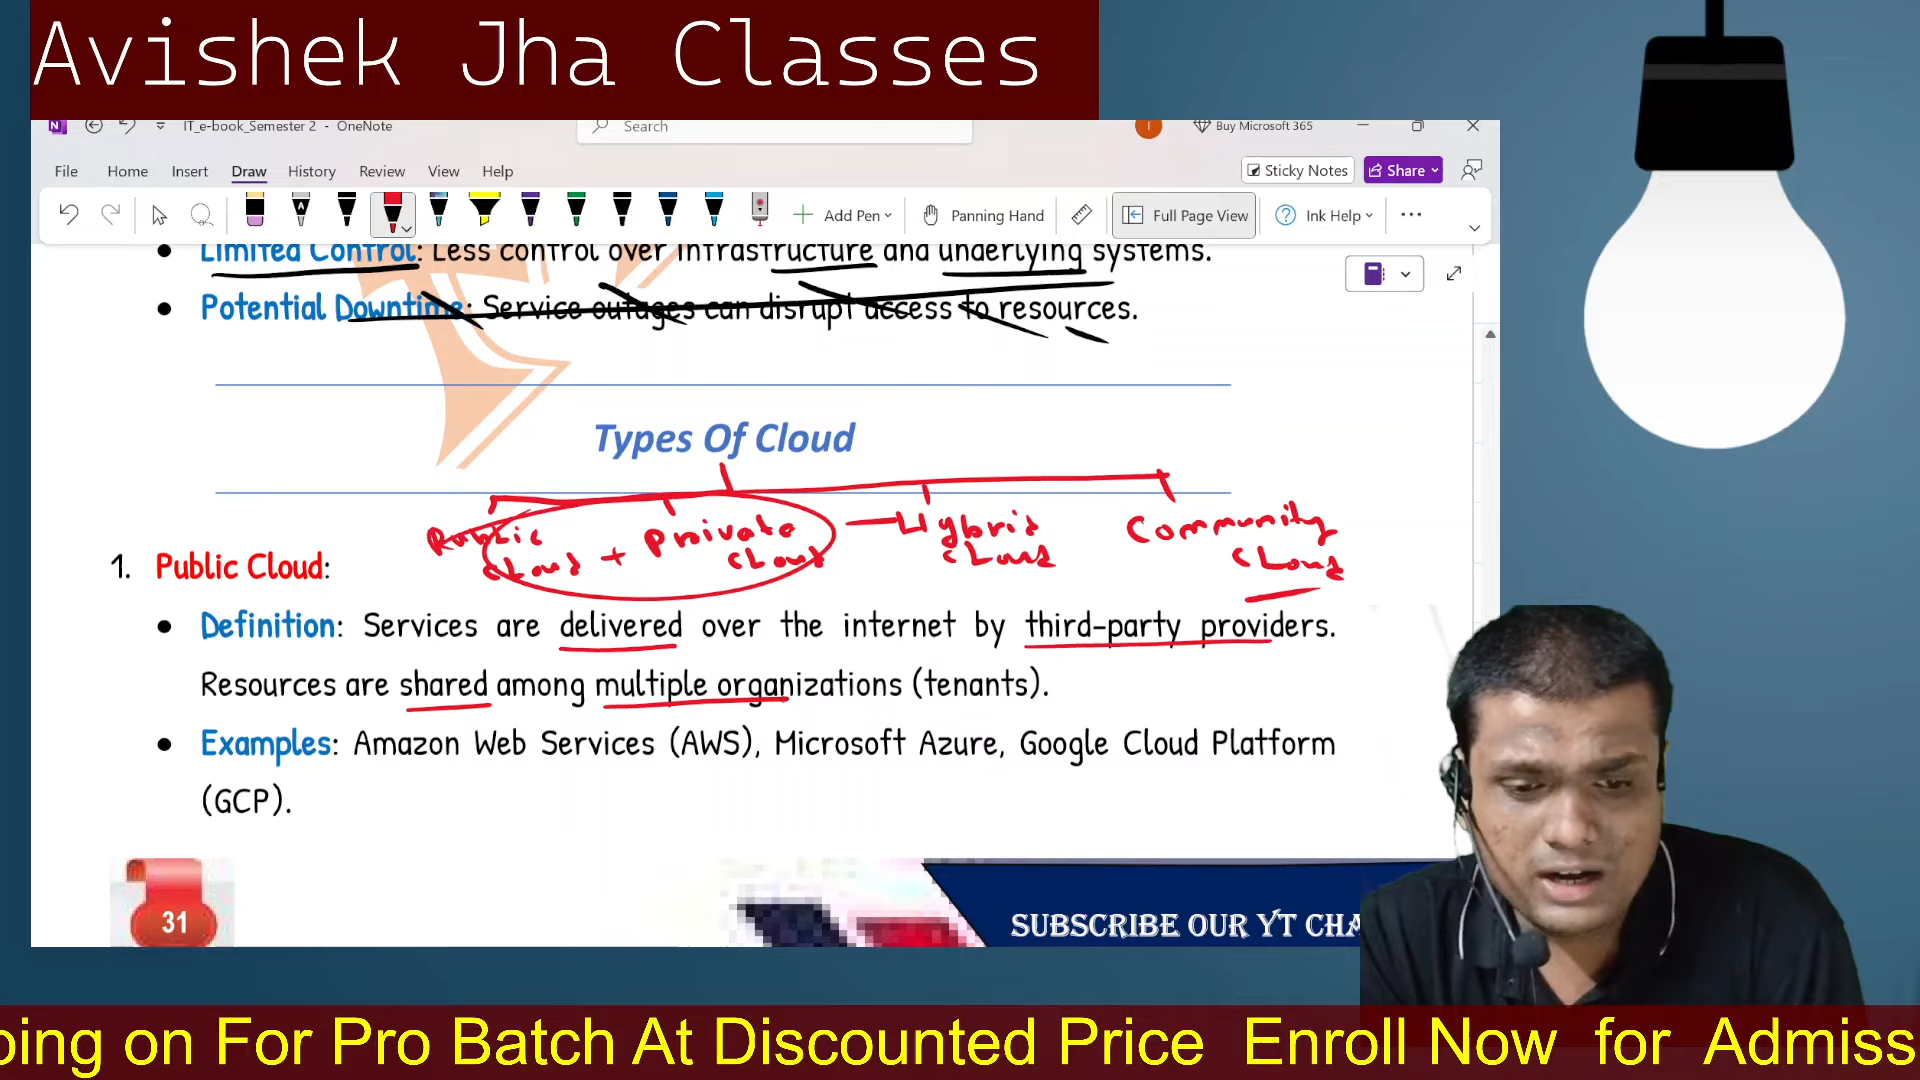 Avishek Jha Classes
IT_e-book_Semester 2 - OneNote
Search
I
Buy Microsoft 365
File Home Insert Draw History Review View Help
Sticky Notes
Share
Add Pen
Panning Hand
Full Page View
Ink Help
Limited Control: Less control over infrastructure and underlying systems.
Potential Downtime: Service outages can disrupt access to resources.
Types Of Cloud
Public Cloud + Private Cloud
Hybrid Cloud
Community Cloud
1. Public Cloud:
Definition: Services are delivered over the internet by third-party providers.
Resources are shared among multiple organizations (tenants).
Examples: Amazon Web Services (AWS), Microsoft Azure, Google Cloud Platform
(GCP).
31
SUBSCRIBE OUR YT CHA
oing on For Pro Batch At Discounted Price Enroll Now for Admiss